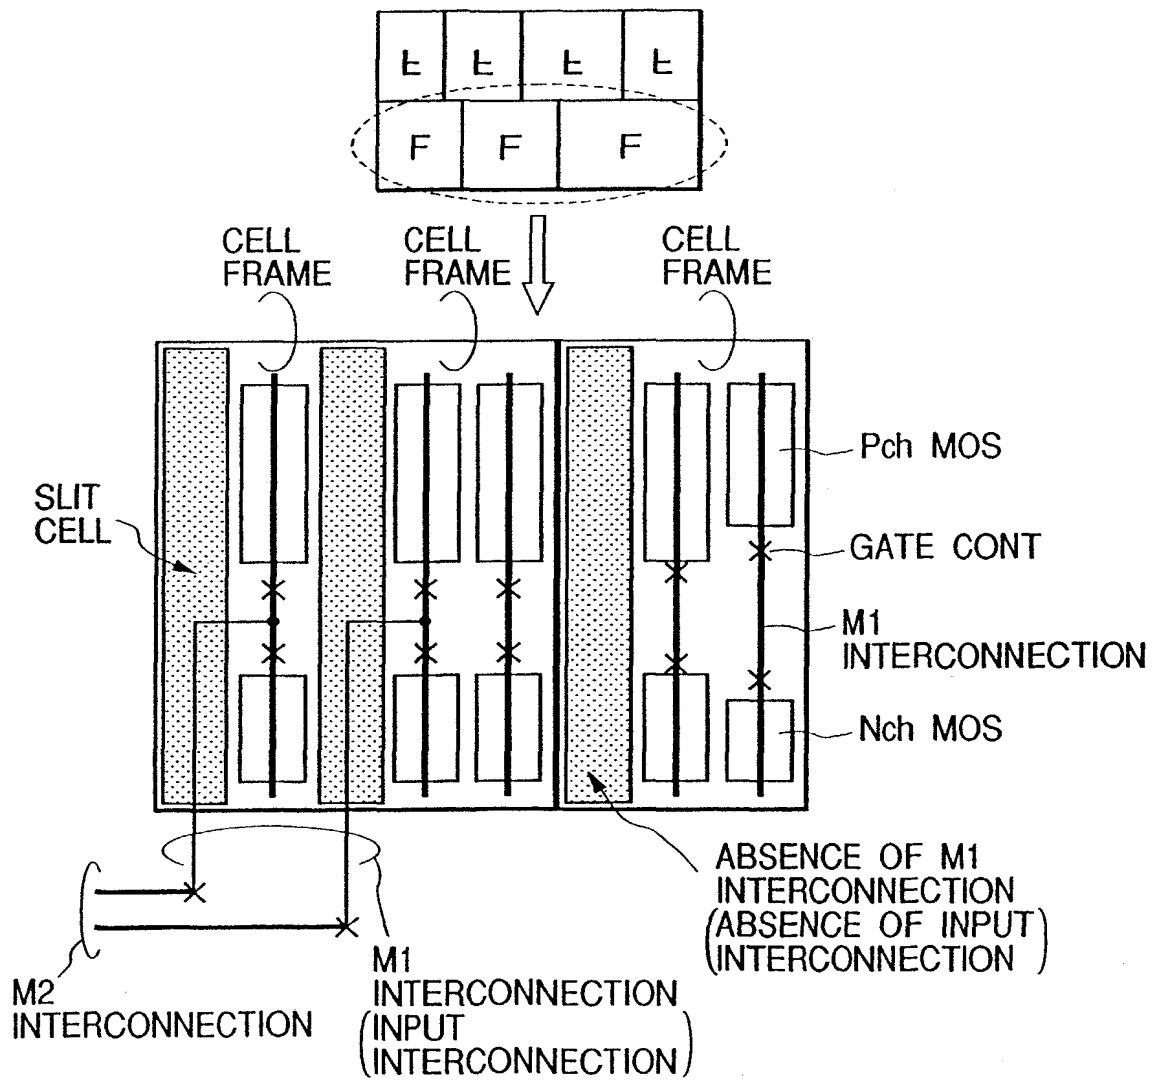 F F F F
F F F
CELL
FRAME
CELL
FRAME
CELL
FRAME
Pch MOS
SLIT
CELL
GATE CONT
M1
INTERCONNECTION
Nch MOS
ABSENCE OF M1
INTERCONNECTION
(ABSENCE OF INPUT
INTERCONNECTION)
M1
INTERCONNECTION
(INPUT
INTERCONNECTION)
M2
INTERCONNECTION